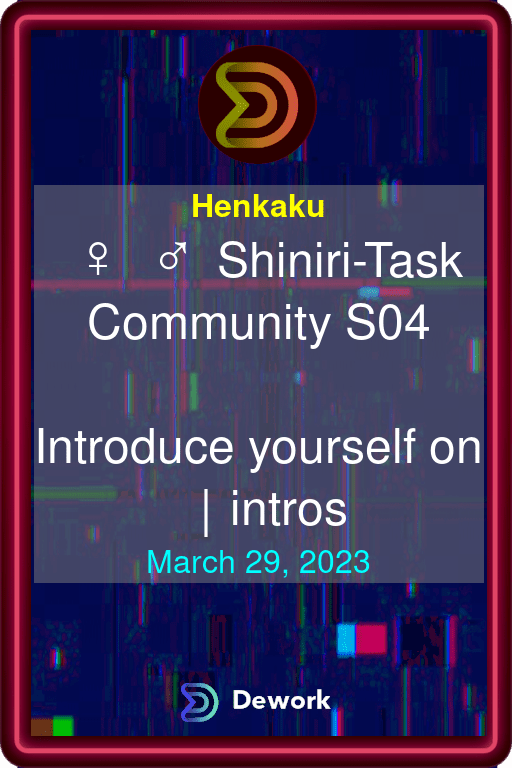 Henkaku
♀ ♂ Shiniri-Task
Community S04
Introduce yourself on
| intros
March 29, 2023
Dework